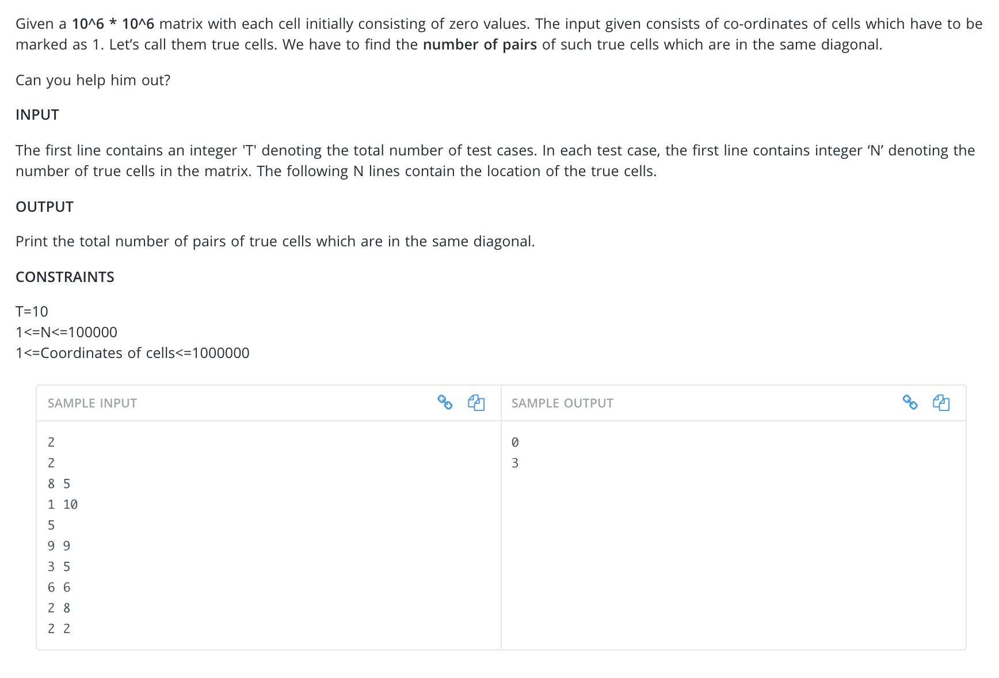 Given a 10^6 * 10^6 matrix with each cell initially consisting of zero values. The input given consists of co-ordinates of cells which have to be
marked as 1. Let’s call them true cells. We have to find the number of pairs of such true cells which are in the same diagonal.
Can you help him out?
INPUT
The first line contains an integer 'T' denoting the total number of test cases. In each test case, the first line contains integer ‘N’ denoting the
number of true cells in the matrix. The following N lines contain the location of the true cells.
OUTPUT
Print the total number of pairs of true cells which are in the same diagonal.
CONSTRAINTS
T=10
1<=N<=100000
1<=Coordinates of cells<=1000000
SAMPLE INPUT
2
2
8 5
1 10
5
9 9
3 5
6 6
2 8
2 2
SAMPLE OUTPUT
0
3